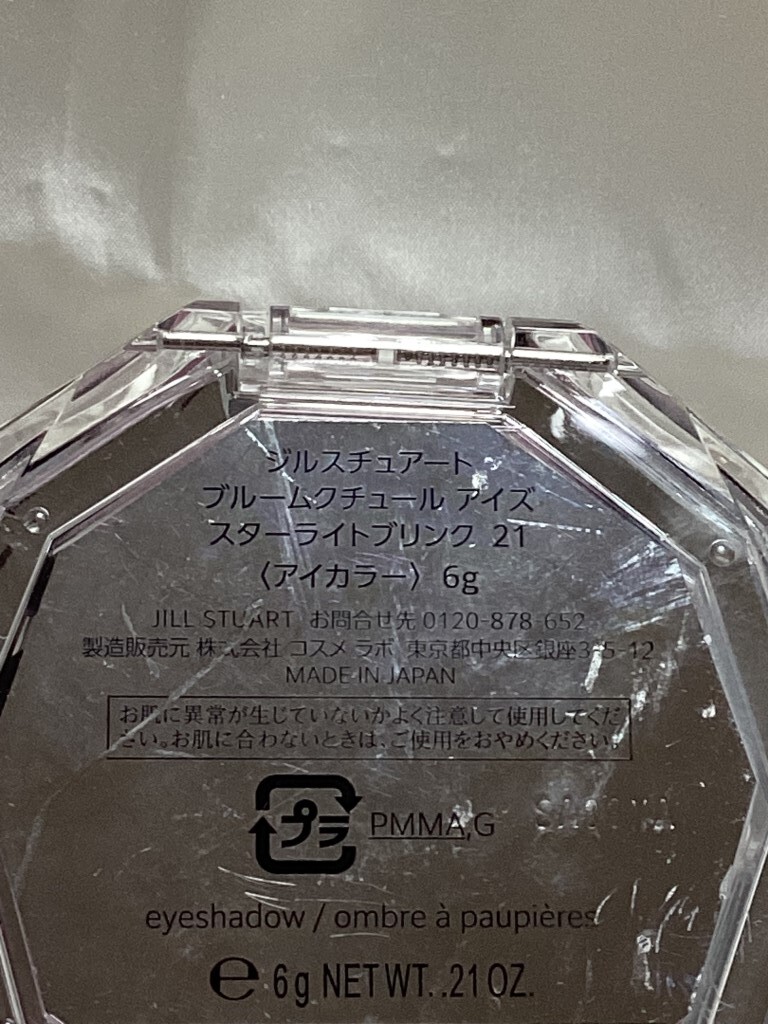 ジルスチュアート
ブルームクチュール アイズ
スターライトブリンク 21
〈アイカラー〉 6g
JILL STUART お問合せ先 0120-878-652
製造販売元 株式会社 コスメ ラボ 東京都中央区銀座3-5-12
MADE IN JAPAN
お肌に異常が生じていないかよく注意して使用してくだ
さい。お肌に合わないときは、ご使用をおやめください。
プラ PMMA,G
eyeshadow / ombre à paupières
℮ 6 g NET WT. .21 OZ.